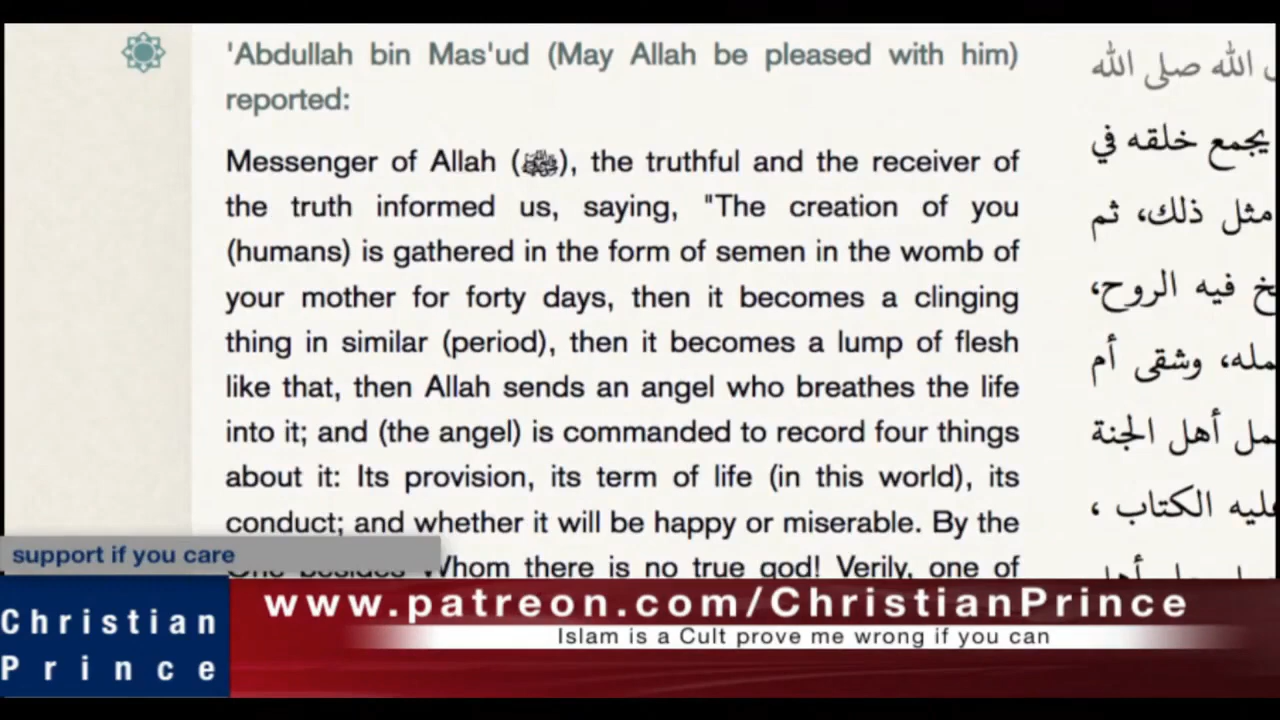 'Abdullah bin Mas'ud (May Allah be pleased with him)
reported:
Messenger of Allah (ﷺ), the truthful and the receiver of
the truth informed us, saying, "The creation of you
(humans) is gathered in the form of semen in the womb of
your mother for forty days, then it becomes a clinging
thing in similar (period), then it becomes a lump of flesh
like that, then Allah sends an angel who breathes the life
into it; and (the angel) is commanded to record four things
about it: Its provision, its term of life (in this world), its
conduct; and whether it will be happy or miserable. By the
One besides Whom there is no true god! Verily, one of
الله صلى الله
يجمع خلقه في
مثل ذلك، ثم
فيه الروح،
وشقى أم
أهل الجنة
عليه الكتاب ،
support if you care
Christian
Prince
www.patreon.com/ChristianPrince
Islam is a Cult prove me wrong if you can